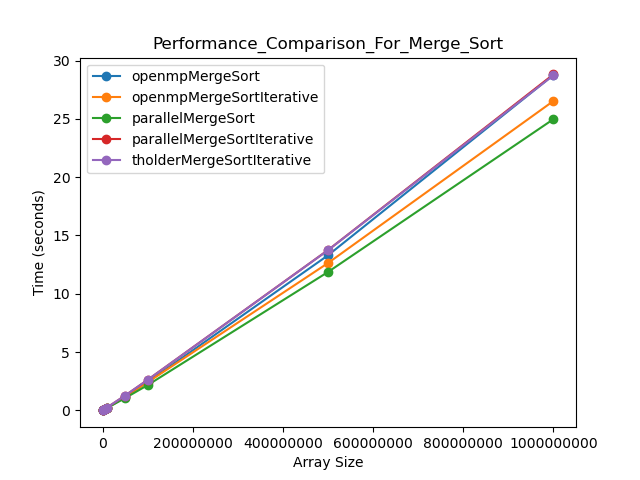 Performance_Comparison_For_Merge_Sort
30
25
20
15
10
5
0
Time (seconds)
openmpMergeSort
openmpMergeSortIterative
parallelMergeSort
parallelMergeSortIterative
tholderMergeSortIterative
0 200000000 400000000 600000000 800000000 1000000000
Array Size